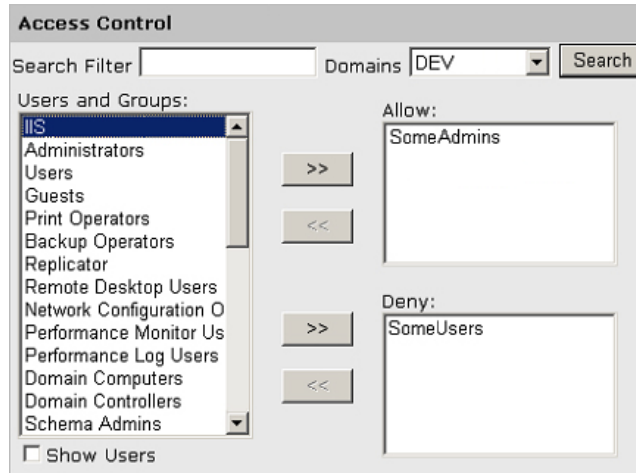 Access Control
Search Filter
Domains DEV
Search
Users and Groups:
IIS
Administrators
Users
Guests
Print Operators
Backup Operators
Replicator
Remote Desktop Users
Network Configuration O
Performance Monitor Us
Performance Log Users
Domain Computers
Domain Controllers
Schema Admins
Show Users
>>
<<
Allow:
SomeAdmins
>>
<<
Deny:
SomeUsers